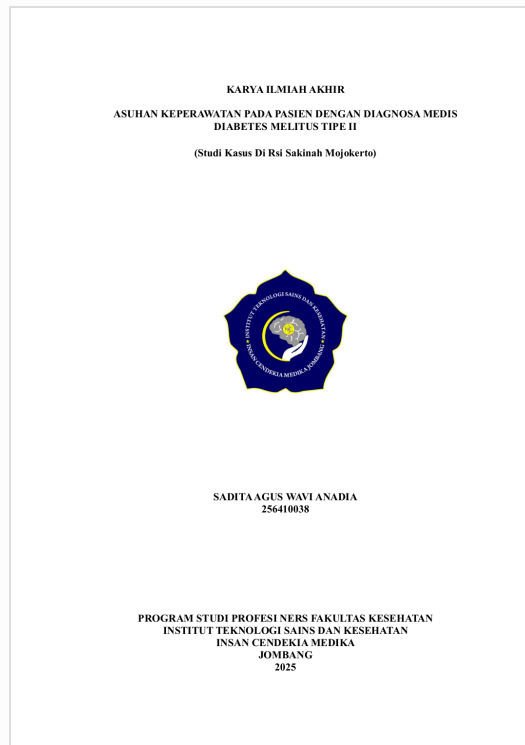 KARYA ILMIAH AKHIR
ASUHAN KEPERAWATAN PADA PASIEN DENGAN DIAGNOSA MEDIS
DIABETES MELITUS TIPE II
(Studi Kasus Di Rsi Sakinah Mojokerto)
INSTITUT TEKNOLOGI SAINS DAN KESEHATAN
INSAN CENDEKIA MEDIKA JOMBANG
SADITA AGUS WAVI ANADIA
256410038
PROGRAM STUDI PROFESI NERS FAKULTAS KESEHATAN
INSTITUT TEKNOLOGI SAINS DAN KESEHATAN
INSAN CENDEKIA MEDIKA
JOMBANG
2025